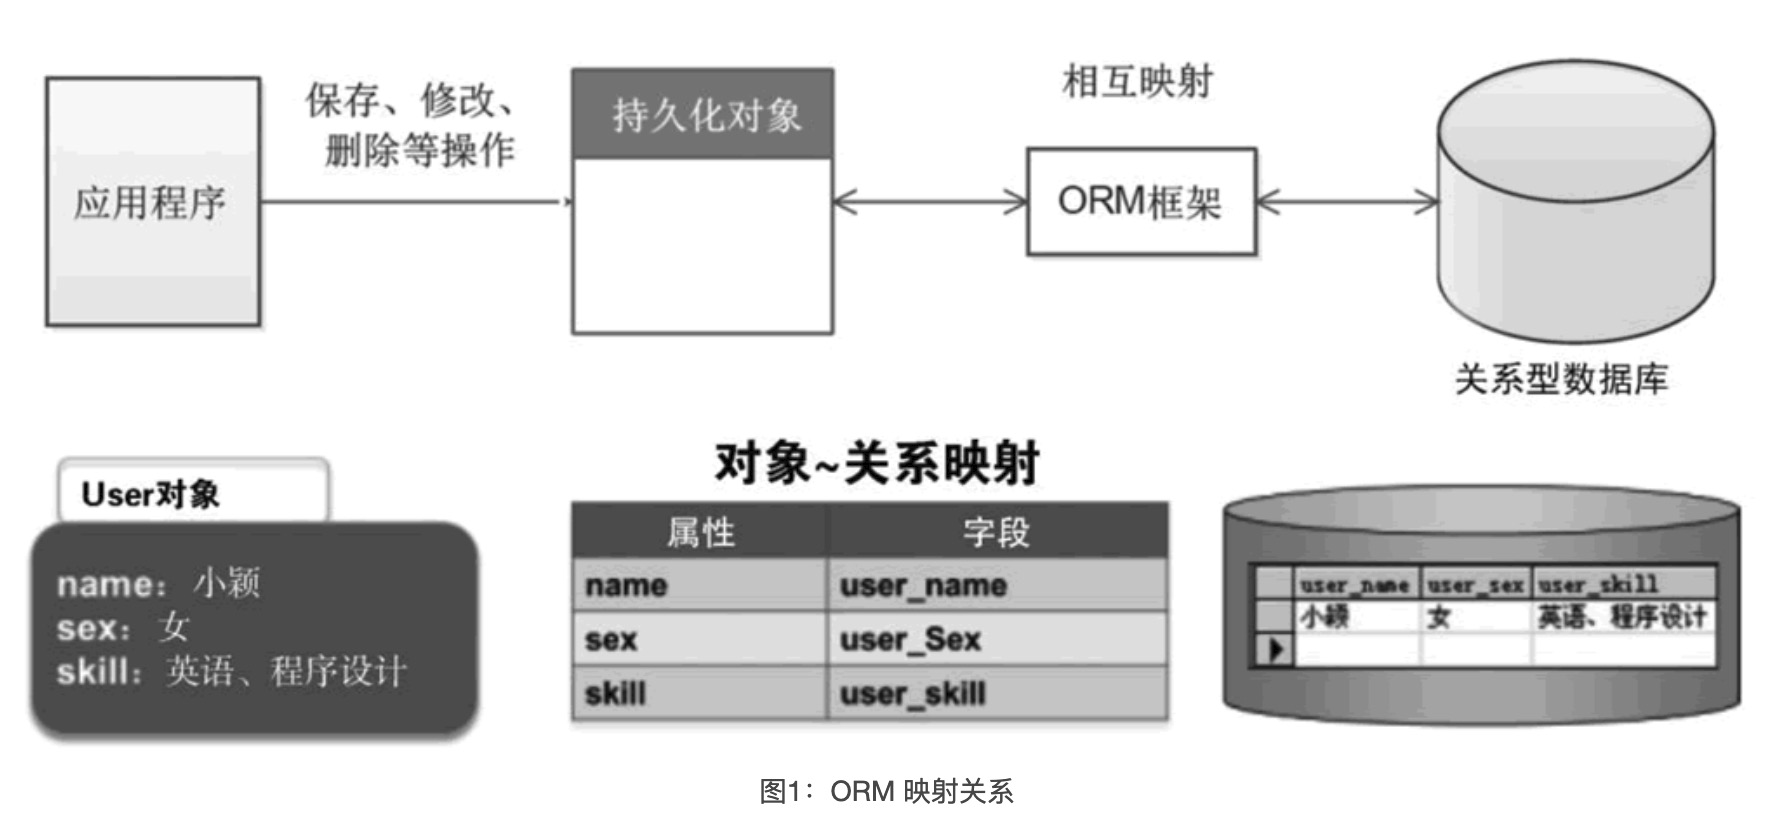 保存、修改、
删除等操作
应用程序
持久化对象
相互映射
ORM框架
关系型数据库
User对象
name：小颖
sex：女
skill：英语、程序设计
对象~关系映射
属性 字段
name user_name
sex user_Sex
skill user_skill
user_name user_sex user_skill
小颖 女 英语、程序设计
图1：ORM 映射关系